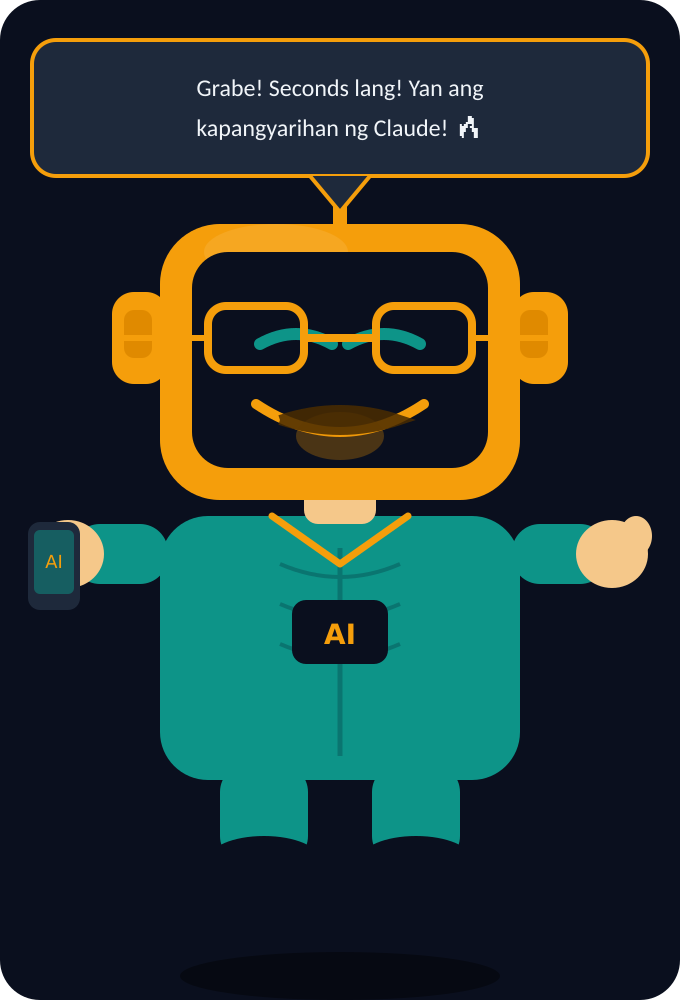 Grabe! Seconds lang! Yan ang
kapangyarihan ng Claude! 🔥
AI
AI